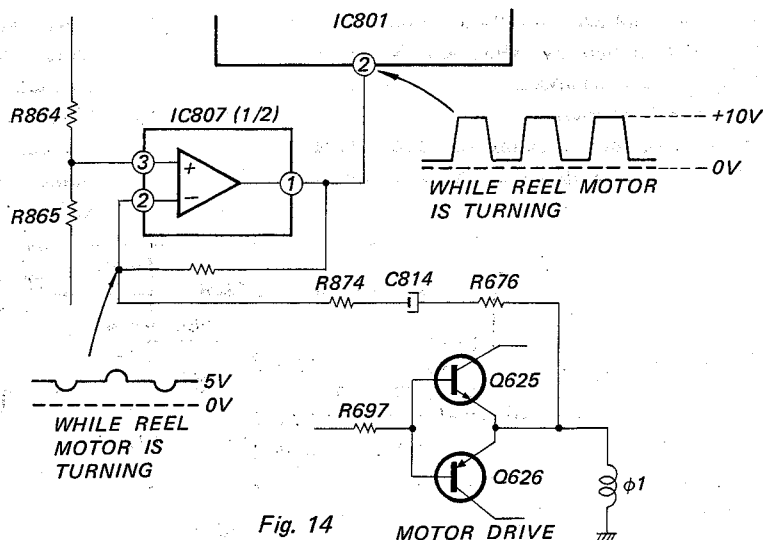 IC801
2
R864
IC807 (1/2)
+10V
3
+
1
0V
2
−
WHILE REEL MOTOR
IS TURNING
R865
R874
C814
R676
Q625
5V
0V
R697
WHILE REEL
MOTOR IS
TURNING
Q626
φ1
Fig. 14
MOTOR DRIVE